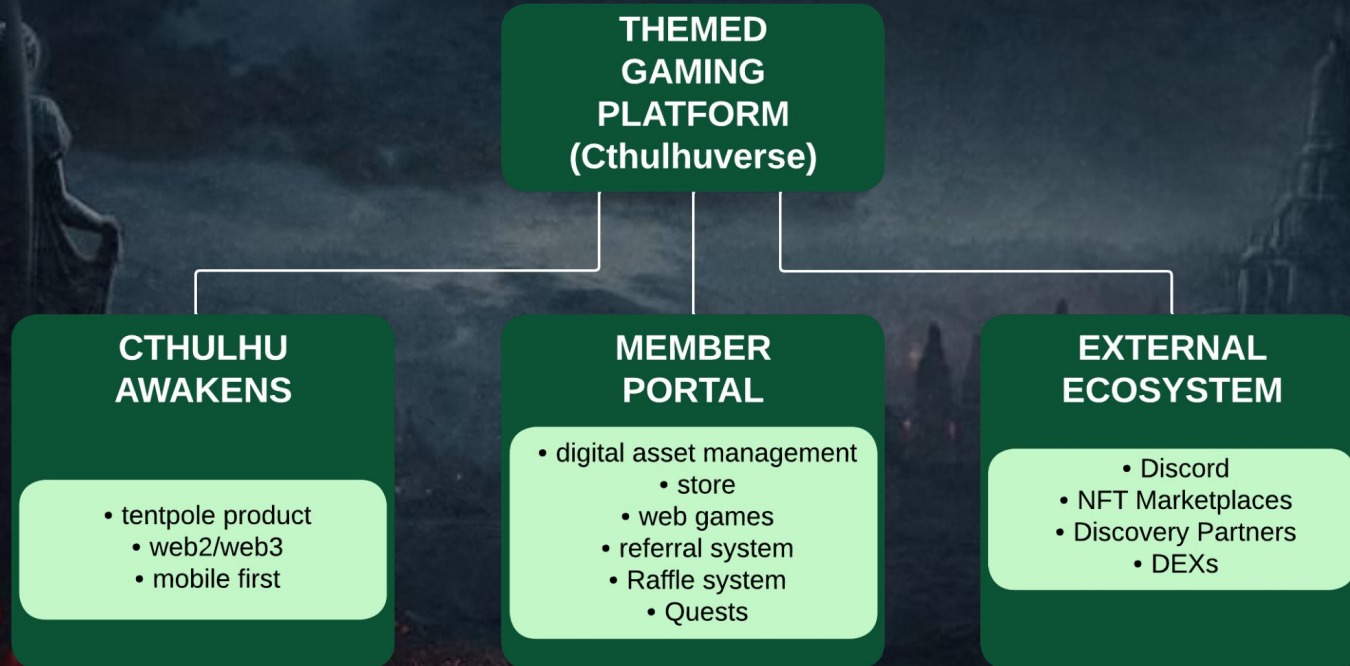 THEMED
GAMING
PLATFORM
(Cthulhuverse)
CTHULHU
AWAKENS
• tentpole product
• web2/web3
• mobile first
MEMBER
PORTAL
• digital asset management
• store
• web games
• referral system
• Raffle system
• Quests
EXTERNAL
ECOSYSTEM
• Discord
• NFT Marketplaces
• Discovery Partners
• DEXs